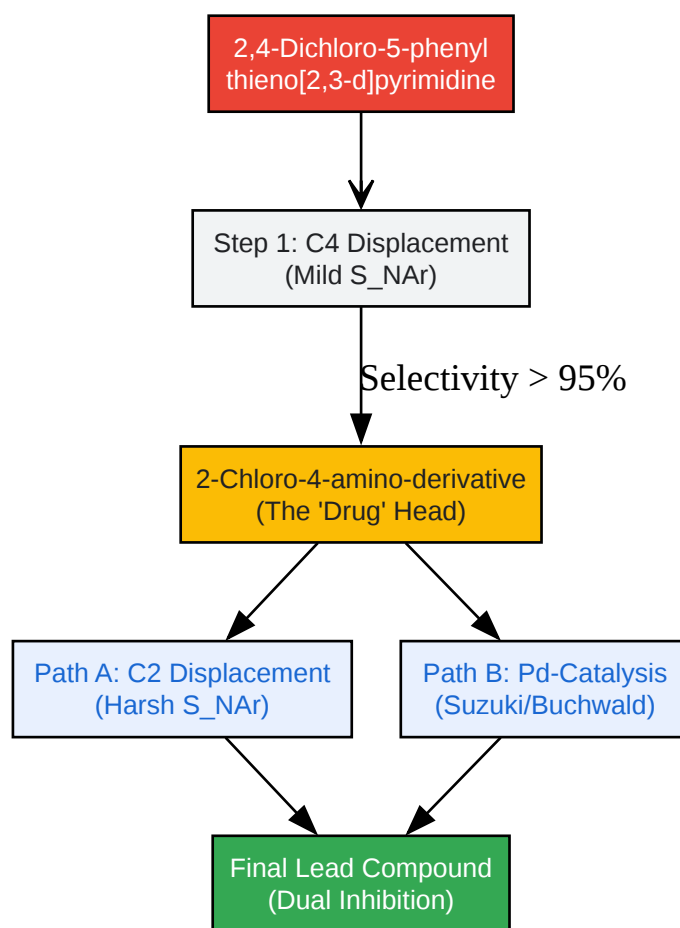 2,4-Dichloro-5-phenyl
thieno[2,3-d]pyrimidine
Step 1: C4 Displacement
(Mild S_NAr)
Selectivity > 95%
2-Chloro-4-amino-derivative
(The 'Drug' Head)
Path A: C2 Displacement
(Harsh S_NAr)
Path B: Pd-Catalysis
(Suzuki/Buchwald)
Final Lead Compound
(Dual Inhibition)